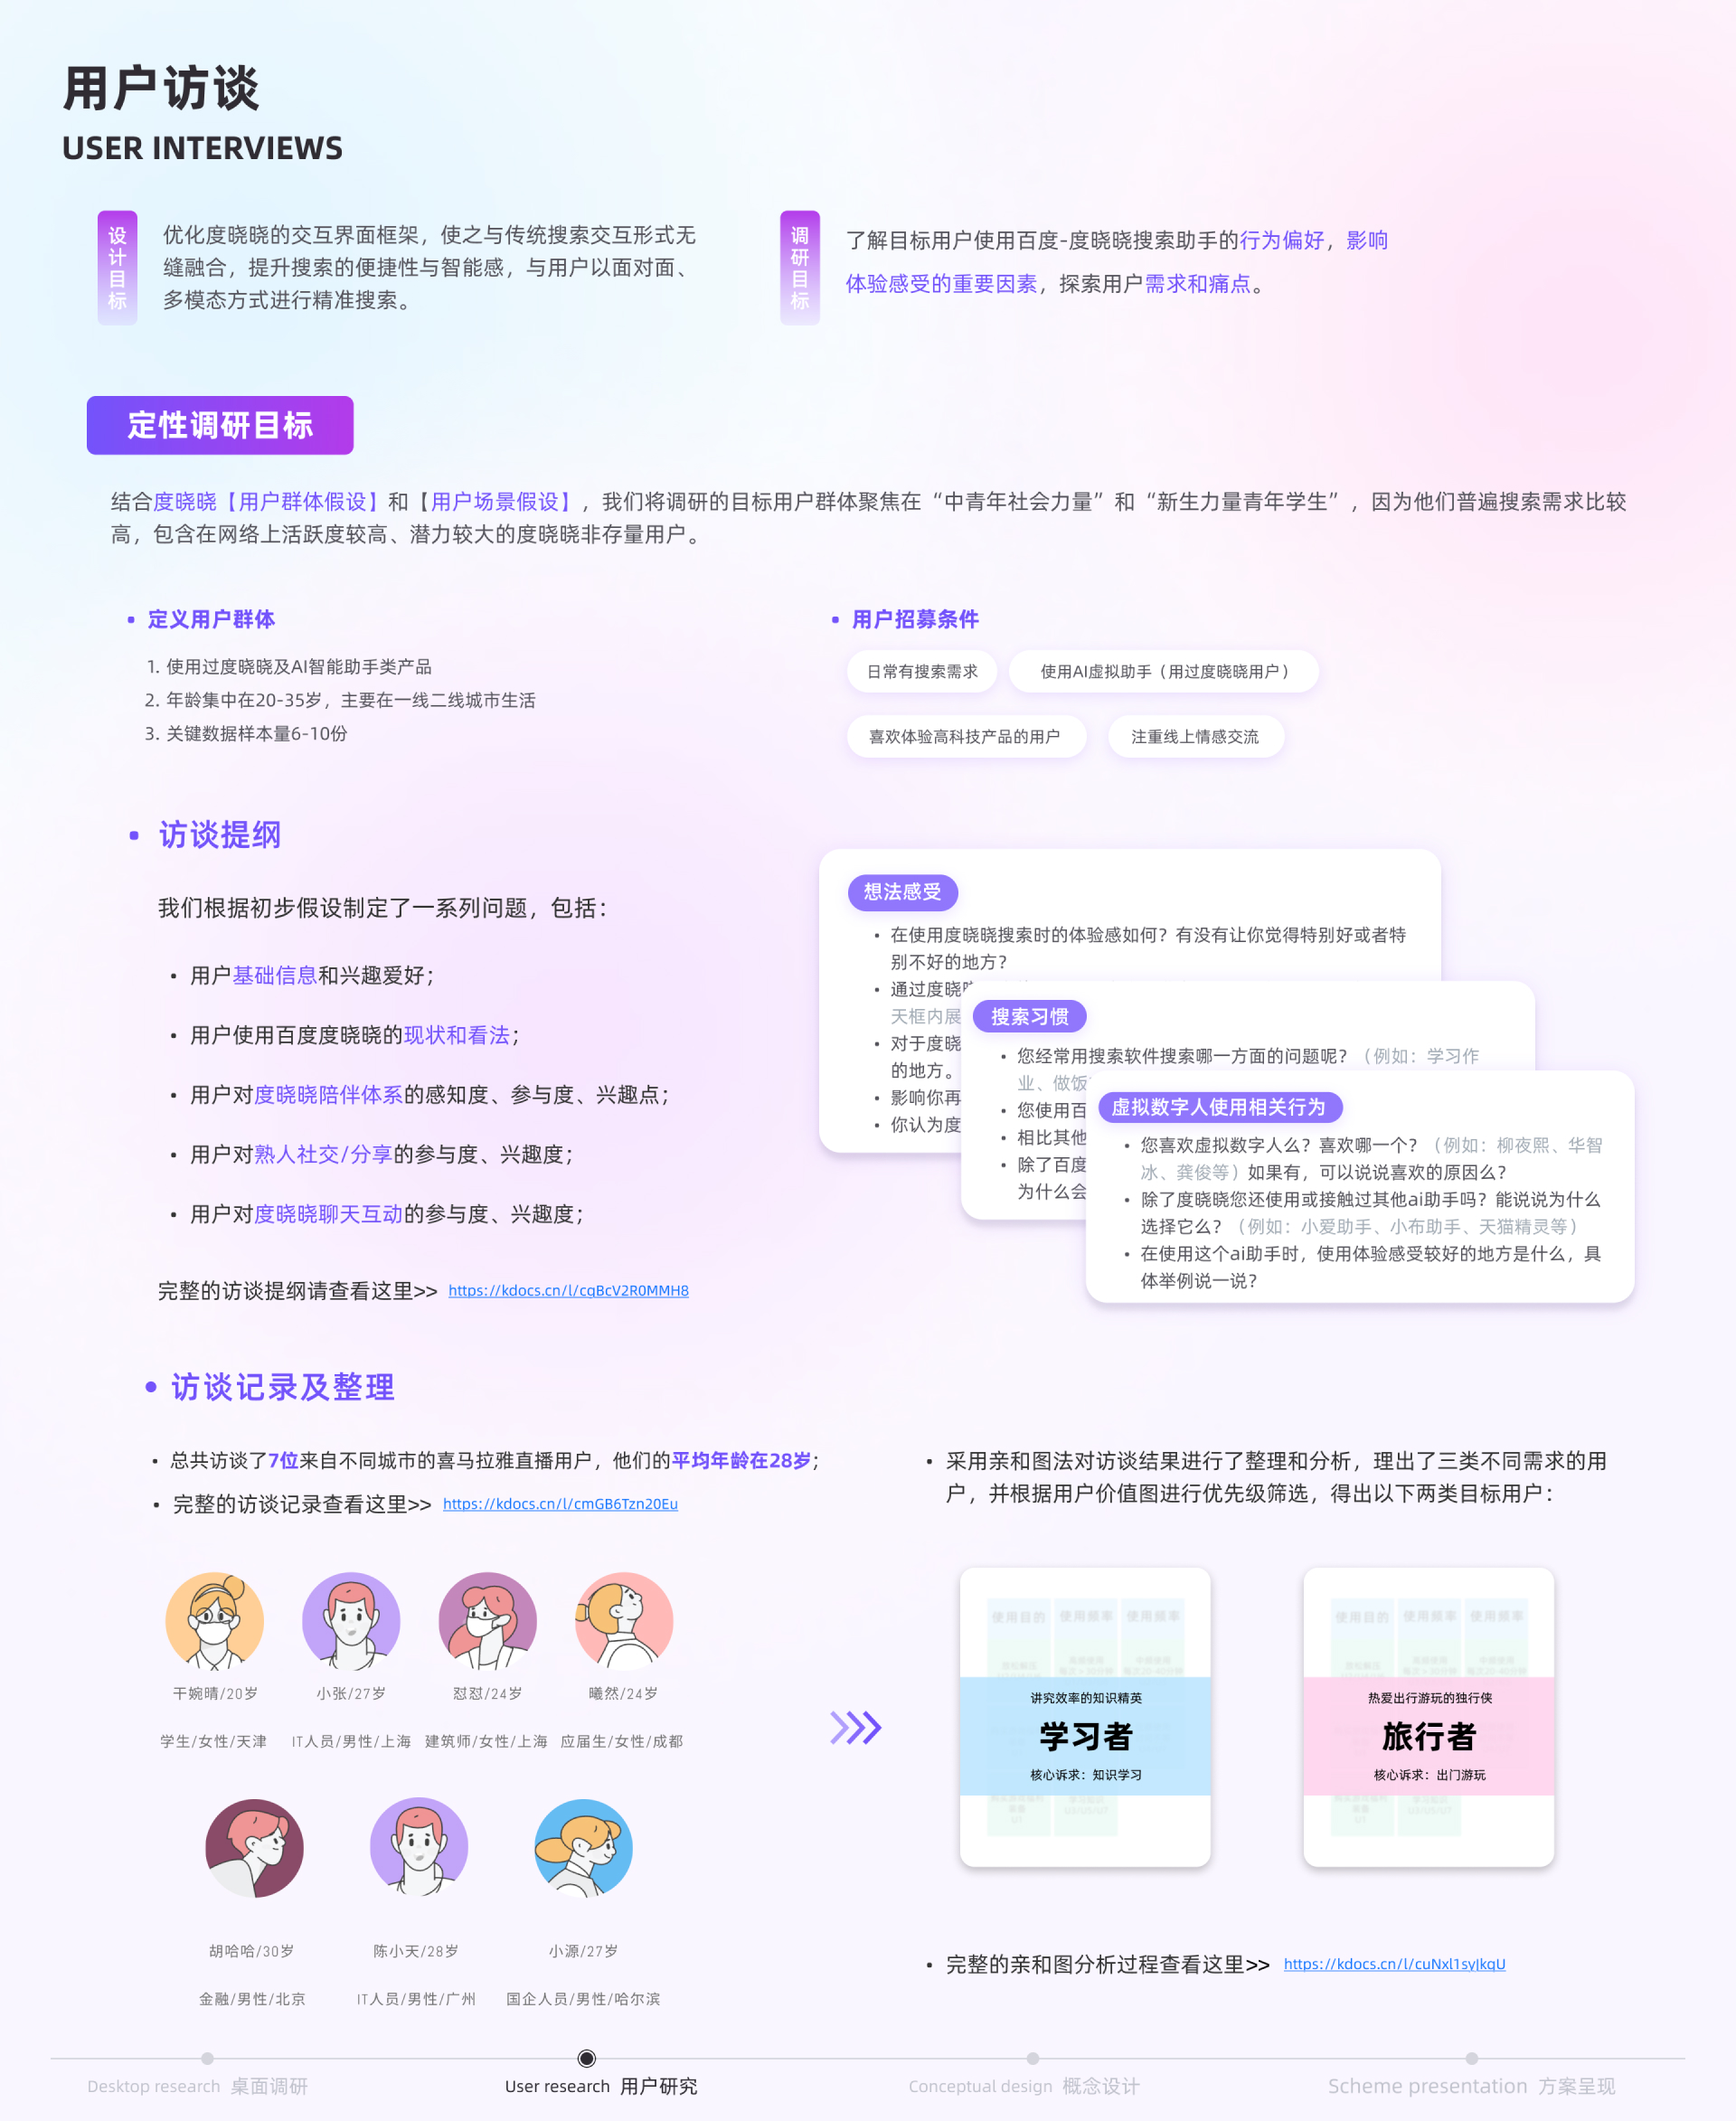 用户访谈
USER INTERVIEWS
设计目标
优化度晓晓的交互界面框架，使之与传统搜索交互形式无
缝融合，提升搜索的便捷性与智能感，与用户以面对面、
多模态方式进行精准搜索。
调研目标
了解目标用户使用百度-度晓晓搜索助手的行为偏好，影响
体验感受的重要因素，探索用户需求和痛点。
定性调研目标
结合度晓晓【用户群体假设】和【用户场景假设】，我们将调研的目标用户群体聚焦在“中青年社会力量”和“新生力量青年学生”，因为他们普遍搜索需求比较
高，包含在网络上活跃度较高、潜力较大的度晓晓非存量用户。
定义用户群体
1. 使用过度晓晓及AI智能助手类产品
2. 年龄集中在20-35岁，主要在一线二线城市生活
3. 关键数据样本量6-10份
用户招募条件
日常有搜索需求
使用AI虚拟助手（用过度晓晓用户）
喜欢体验高科技产品的用户
注重线上情感交流
访谈提纲
我们根据初步假设制定了一系列问题，包括：
用户基础信息和兴趣爱好；
用户使用百度度晓晓的现状和看法；
用户对度晓晓陪伴体系的感知度、参与度、兴趣点；
用户对熟人社交/分享的参与度、兴趣度；
用户对度晓晓聊天互动的参与度、兴趣度；
完整的访谈提纲请查看这里>> https://kdocs.cn/l/cqBcV2R0MMH8
想法感受
在使用度晓晓搜索时的体验感如何？有没有让你觉得特别好或者特
别不好的地方？
通过度晓
天框内展
对于度晓
的地方。
影响你再
你认为度
搜索习惯
您经常用搜索软件搜索哪一方面的问题呢？（例如：学习作
业、做饭
您使用百
相比其他
除了百度
为什么会
虚拟数字人使用相关行为
您喜欢虚拟数字人么？喜欢哪一个？（例如：柳夜熙、华智
冰、龚俊等）如果有，可以说说喜欢的原因么？
除了度晓晓您还使用或接触过其他ai助手吗？能说说为什么
选择它么？（例如：小爱助手、小布助手、天猫精灵等）
在使用这个ai助手时，使用体验感受较好的地方是什么，具
体举例说一说？
访谈记录及整理
总共访谈了7位来自不同城市的喜马拉雅直播用户，他们的平均年龄在28岁；
完整的访谈记录查看这里>> https://kdocs.cn/l/cmGB6Tzn20Eu
干婉晴/20岁
学生/女性/天津
小张/27岁
IT人员/男性/上海
怼怼/24岁
建筑师/女性/上海
曦然/24岁
应届生/女性/成都
胡哈哈/30岁
金融/男性/北京
陈小天/28岁
IT人员/男性/广州
小源/27岁
国企人员/男性/哈尔滨
采用亲和图法对访谈结果进行了整理和分析，理出了三类不同需求的用
户，并根据用户价值图进行优先级筛选，得出以下两类目标用户：
使用目的 使用频率 使用频率
讲究效率的知识精英
学习者
核心诉求：知识学习
使用目的 使用频率 使用频率
热爱出行游玩的独行侠
旅行者
核心诉求：出门游玩
完整的亲和图分析过程查看这里>> https://kdocs.cn/l/cuNxl1syJkqU
Desktop research 桌面调研
User research 用户研究
Conceptual design 概念设计
Scheme presentation 方案呈现